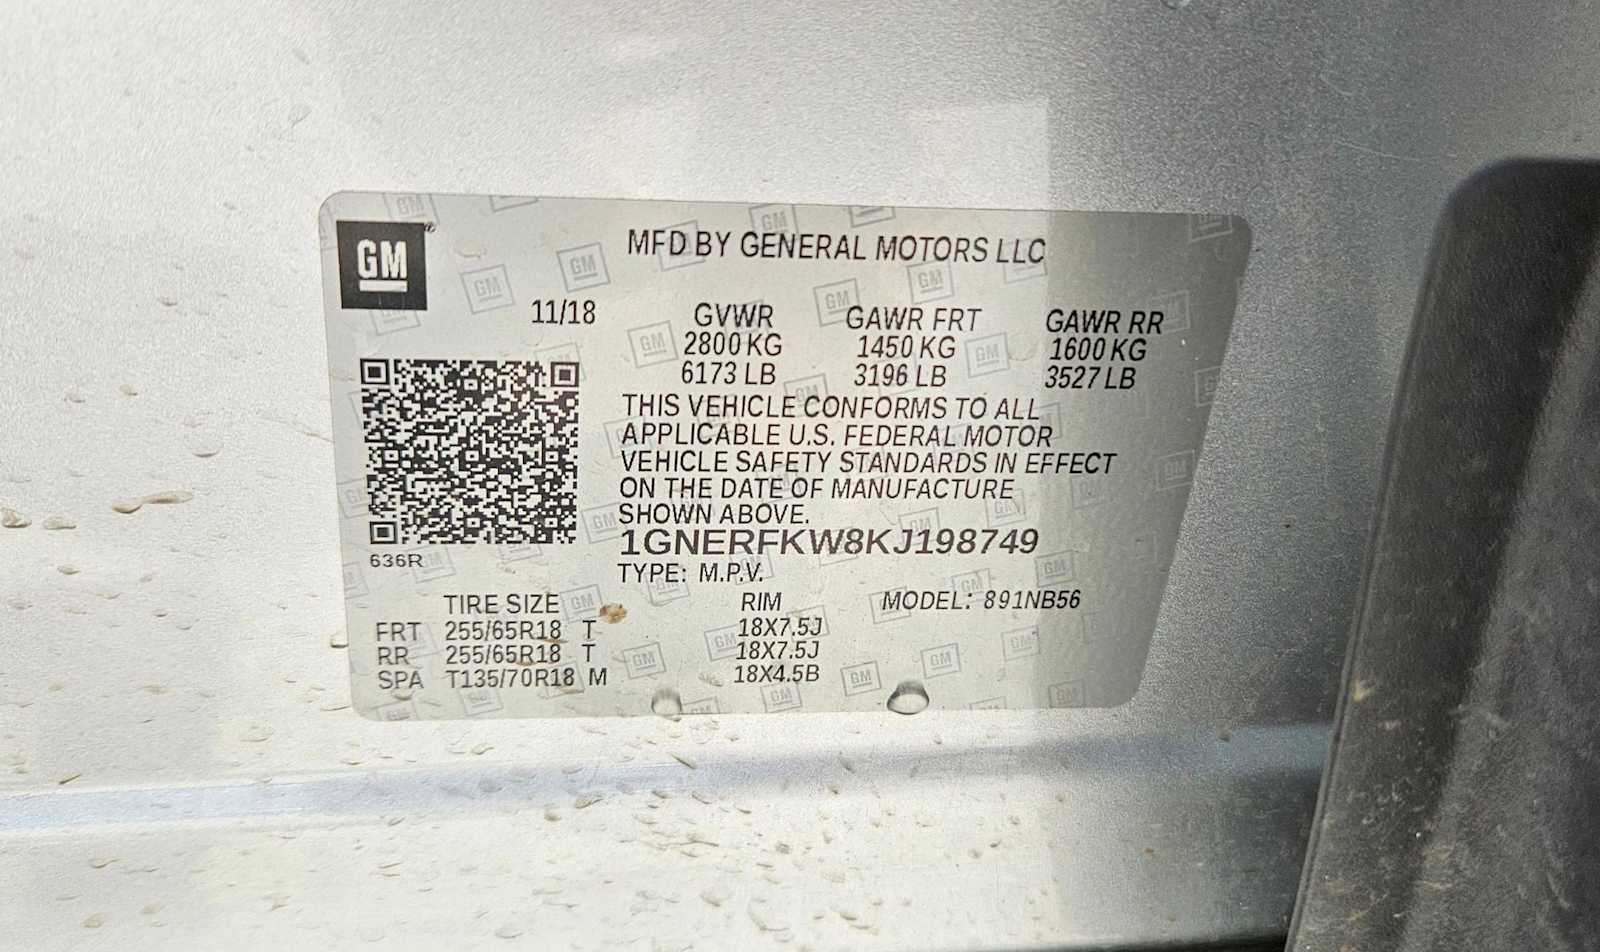 GM
MFD BY GENERAL MOTORS LLC
11/18
GVWR GAWR FRT GAWR RR
2800 KG 1450 KG 1600 KG
6173 LB 3196 LB 3527 LB
THIS VEHICLE CONFORMS TO ALL
APPLICABLE U.S. FEDERAL MOTOR
VEHICLE SAFETY STANDARDS IN EFFECT
ON THE DATE OF MANUFACTURE
SHOWN ABOVE.
1GNERFKW8KJ198749
636R
TYPE: M.P.V.
TIRE SIZE RIM MODEL: 891NB56
FRT 255/65R18 T 18X7.5J
RR 255/65R18 T 18X7.5J
SPA T135/70R18 M 18X4.5B